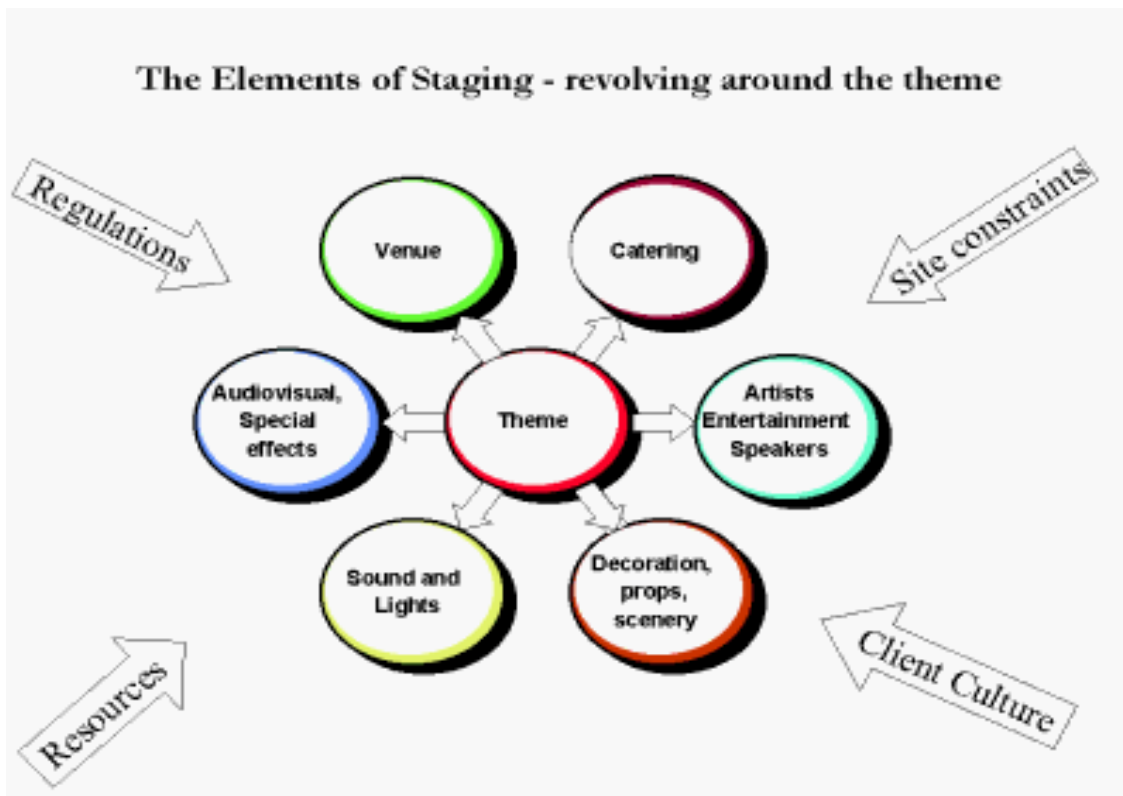 The Elements of Staging - revolving around the theme
Regulations
Site constraints
Venue
Catering
Audiovisual,
Special
effects
Theme
Artists
Entertainment
Speakers
Sound and
Lights
Decoration,
props,
scenery
Resources
Client Culture